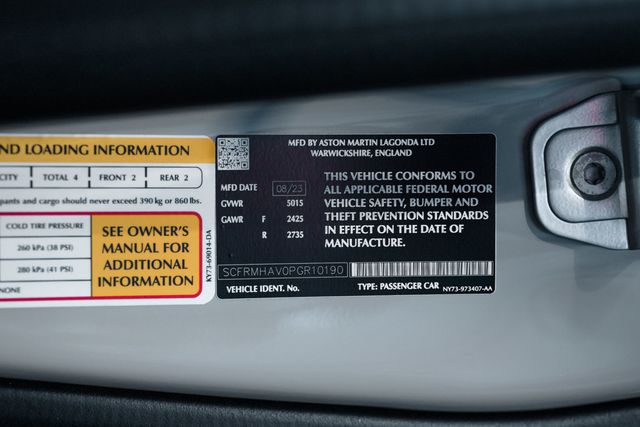 ND LOADING INFORMATION
CITY TOTAL 4 FRONT 2 REAR 2
pants and cargo should never exceed 390 kg or 860 lbs.
COLD TIRE PRESSURE
260 kPa (38 PSI)
280 kPa (41 PSI)
NONE
SEE OWNER'S
MANUAL FOR
ADDITIONAL
INFORMATION
KY73-69014-DA
MFD BY ASTON MARTIN LAGONDA LTD
WARWICKSHIRE, ENGLAND
MFD DATE 08/23
GVWR 5015
GAWR F 2425
R 2735
THIS VEHICLE CONFORMS TO
ALL APPLICABLE FEDERAL MOTOR
VEHICLE SAFETY, BUMPER AND
THEFT PREVENTION STANDARDS
IN EFFECT ON THE DATE OF
MANUFACTURE.
SCFRMHAV0PGR10190
VEHICLE IDENT. No. TYPE: PASSENGER CAR
NY73-973407-AA